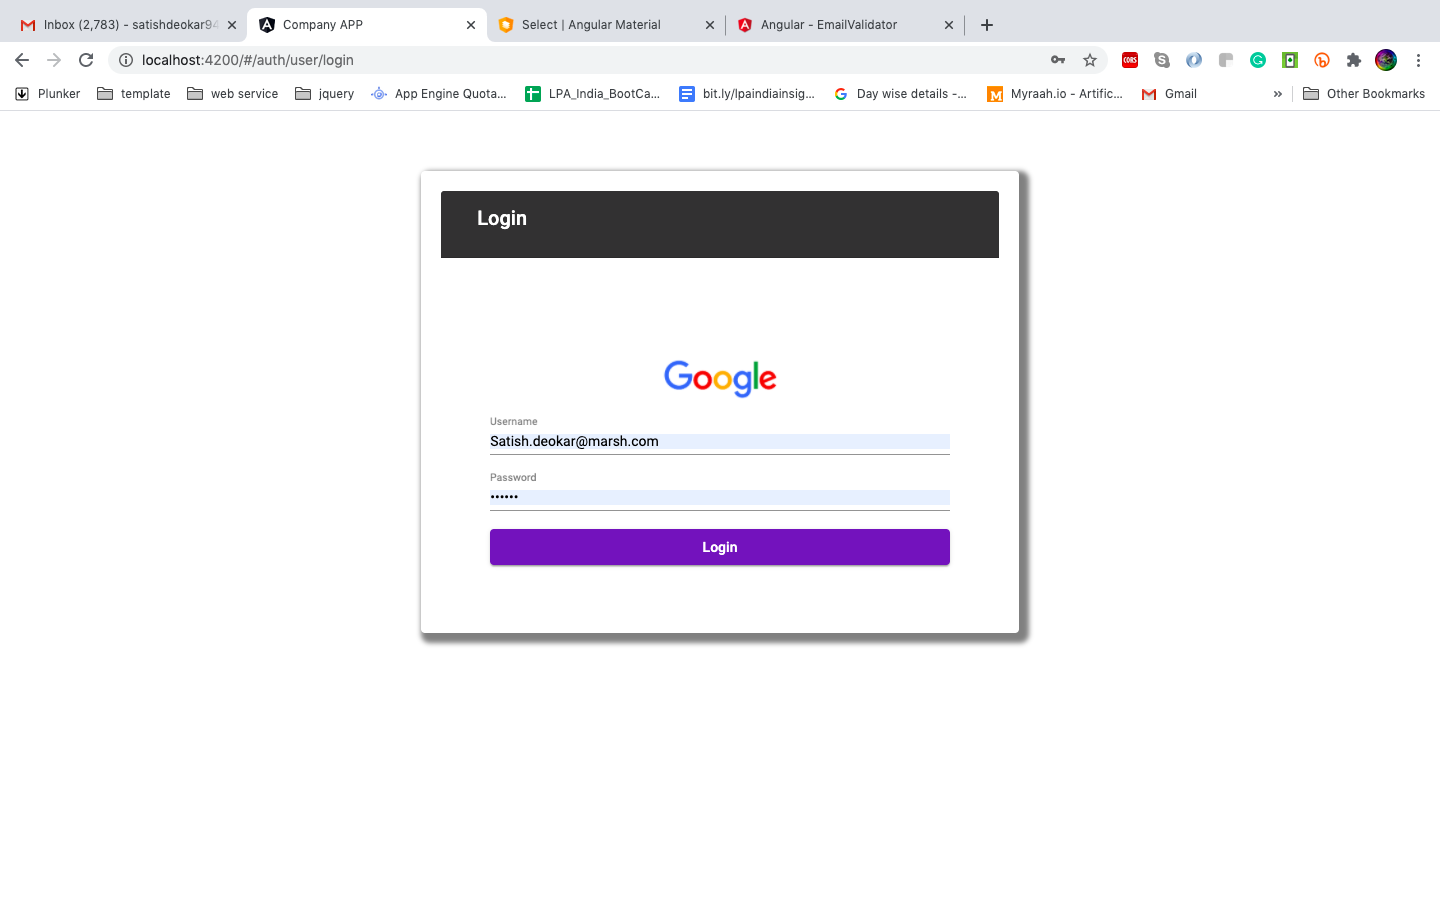 Inbox (2,783) - satishdeokar94
Company APP
Select | Angular Material
Angular - EmailValidator
localhost:4200/#/auth/user/login
CORS
Plunker
template
web service
jquery
App Engine Quota...
LPA_India_BootCa...
bit.ly/lpaindiainsig...
Day wise details -...
Myraah.io - Artific...
Gmail
»
Other Bookmarks
Login
Google
Username
Satish.deokar@marsh.com
Password
••••••
Login